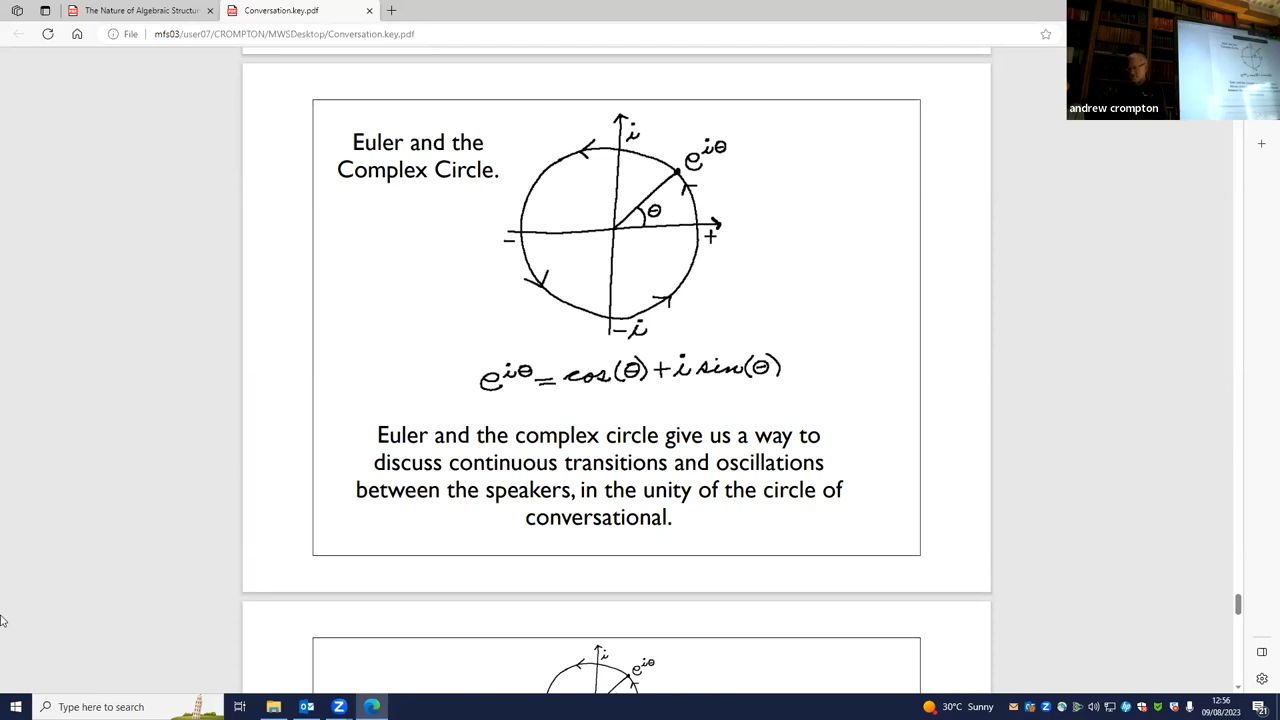 The Nature of Algebraic Structur
Conversation.key.pdf
File
mfs03/user07/CROMPTON/MWSDesktop/Conversation.key.pdf
andrew crompton
Euler and the
Complex Circle.
i
e^{iθ}
θ
−
+
−i
e^{iθ} = cos(θ) + i sin(θ)
Euler and the complex circle give us a way to
discuss continuous transitions and oscillations
between the speakers, in the unity of the circle of
conversational.
i
e^{iθ}
Type here to search
30°C Sunny
12:56
09/08/2023
21